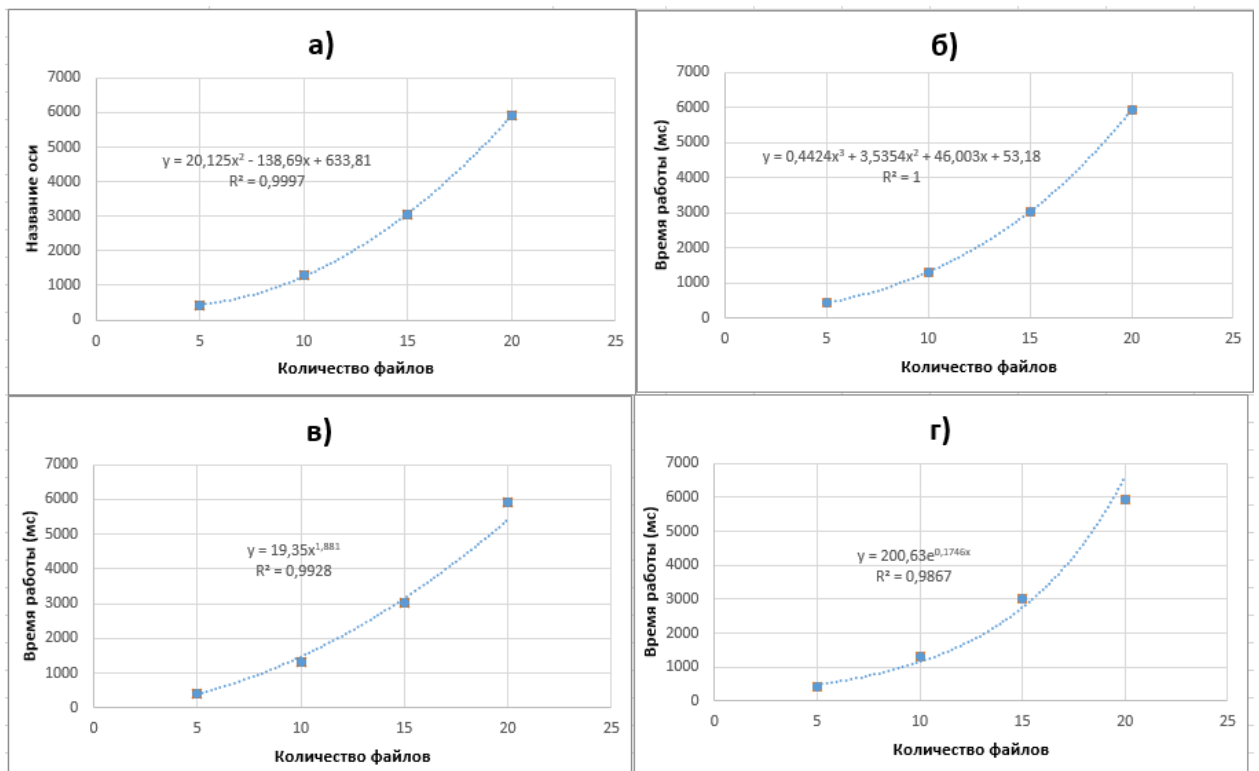 а)
7000
6000
5000
4000
3000
2000
1000
0
Название оси
y = 20,125x² - 138,69x + 633,81
R² = 0,9997
0 5 10 15 20 25
Количество файлов
б)
7000
6000
5000
4000
3000
2000
1000
0
Время работы (мс)
y = 0,4424x³ + 3,5354x² + 46,003x + 53,18
R² = 1
0 5 10 15 20 25
Количество файлов
в)
7000
6000
5000
4000
3000
2000
1000
0
Время работы (мс)
y = 19,35x¹,⁸⁸¹
R² = 0,9928
0 5 10 15 20 25
Количество файлов
г)
7000
6000
5000
4000
3000
2000
1000
0
Время работы (мс)
y = 200,63e⁰,¹⁷⁴⁶ˣ
R² = 0,9867
0 5 10 15 20 25
Количество файлов